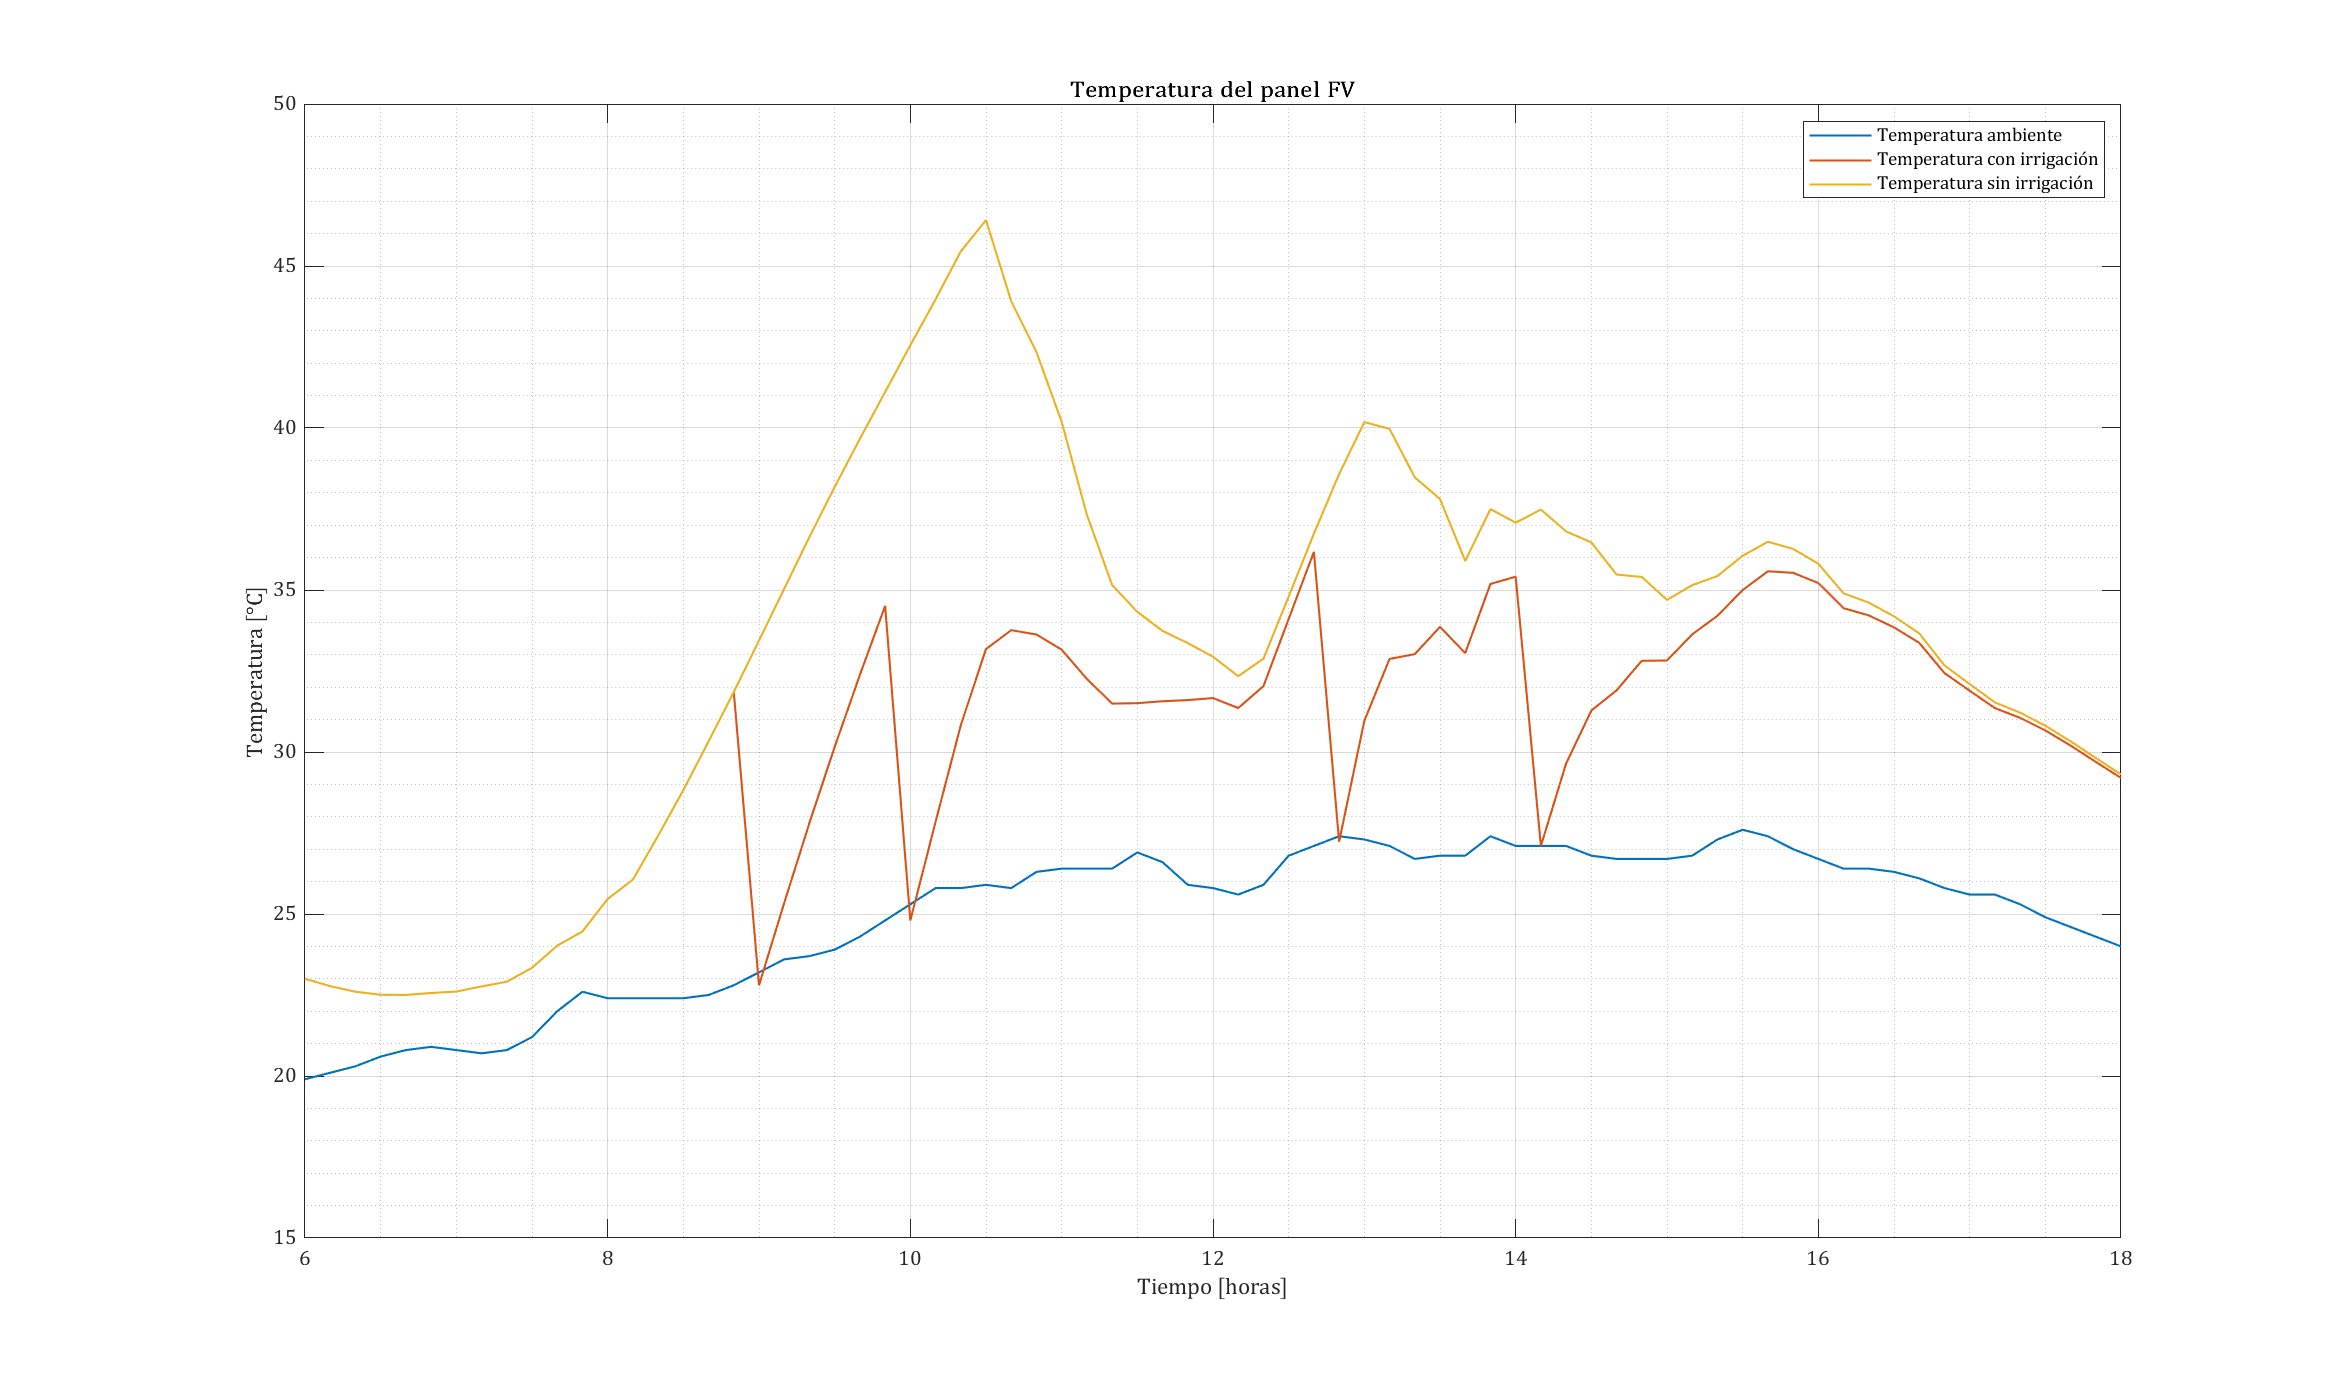 Temperatura del panel FV
50
45
40
35
30
25
20
15
Temperatura [°C]
6 8 10 12 14 16 18
Tiempo [horas]
Temperatura ambiente
Temperatura con irrigación
Temperatura sin irrigación